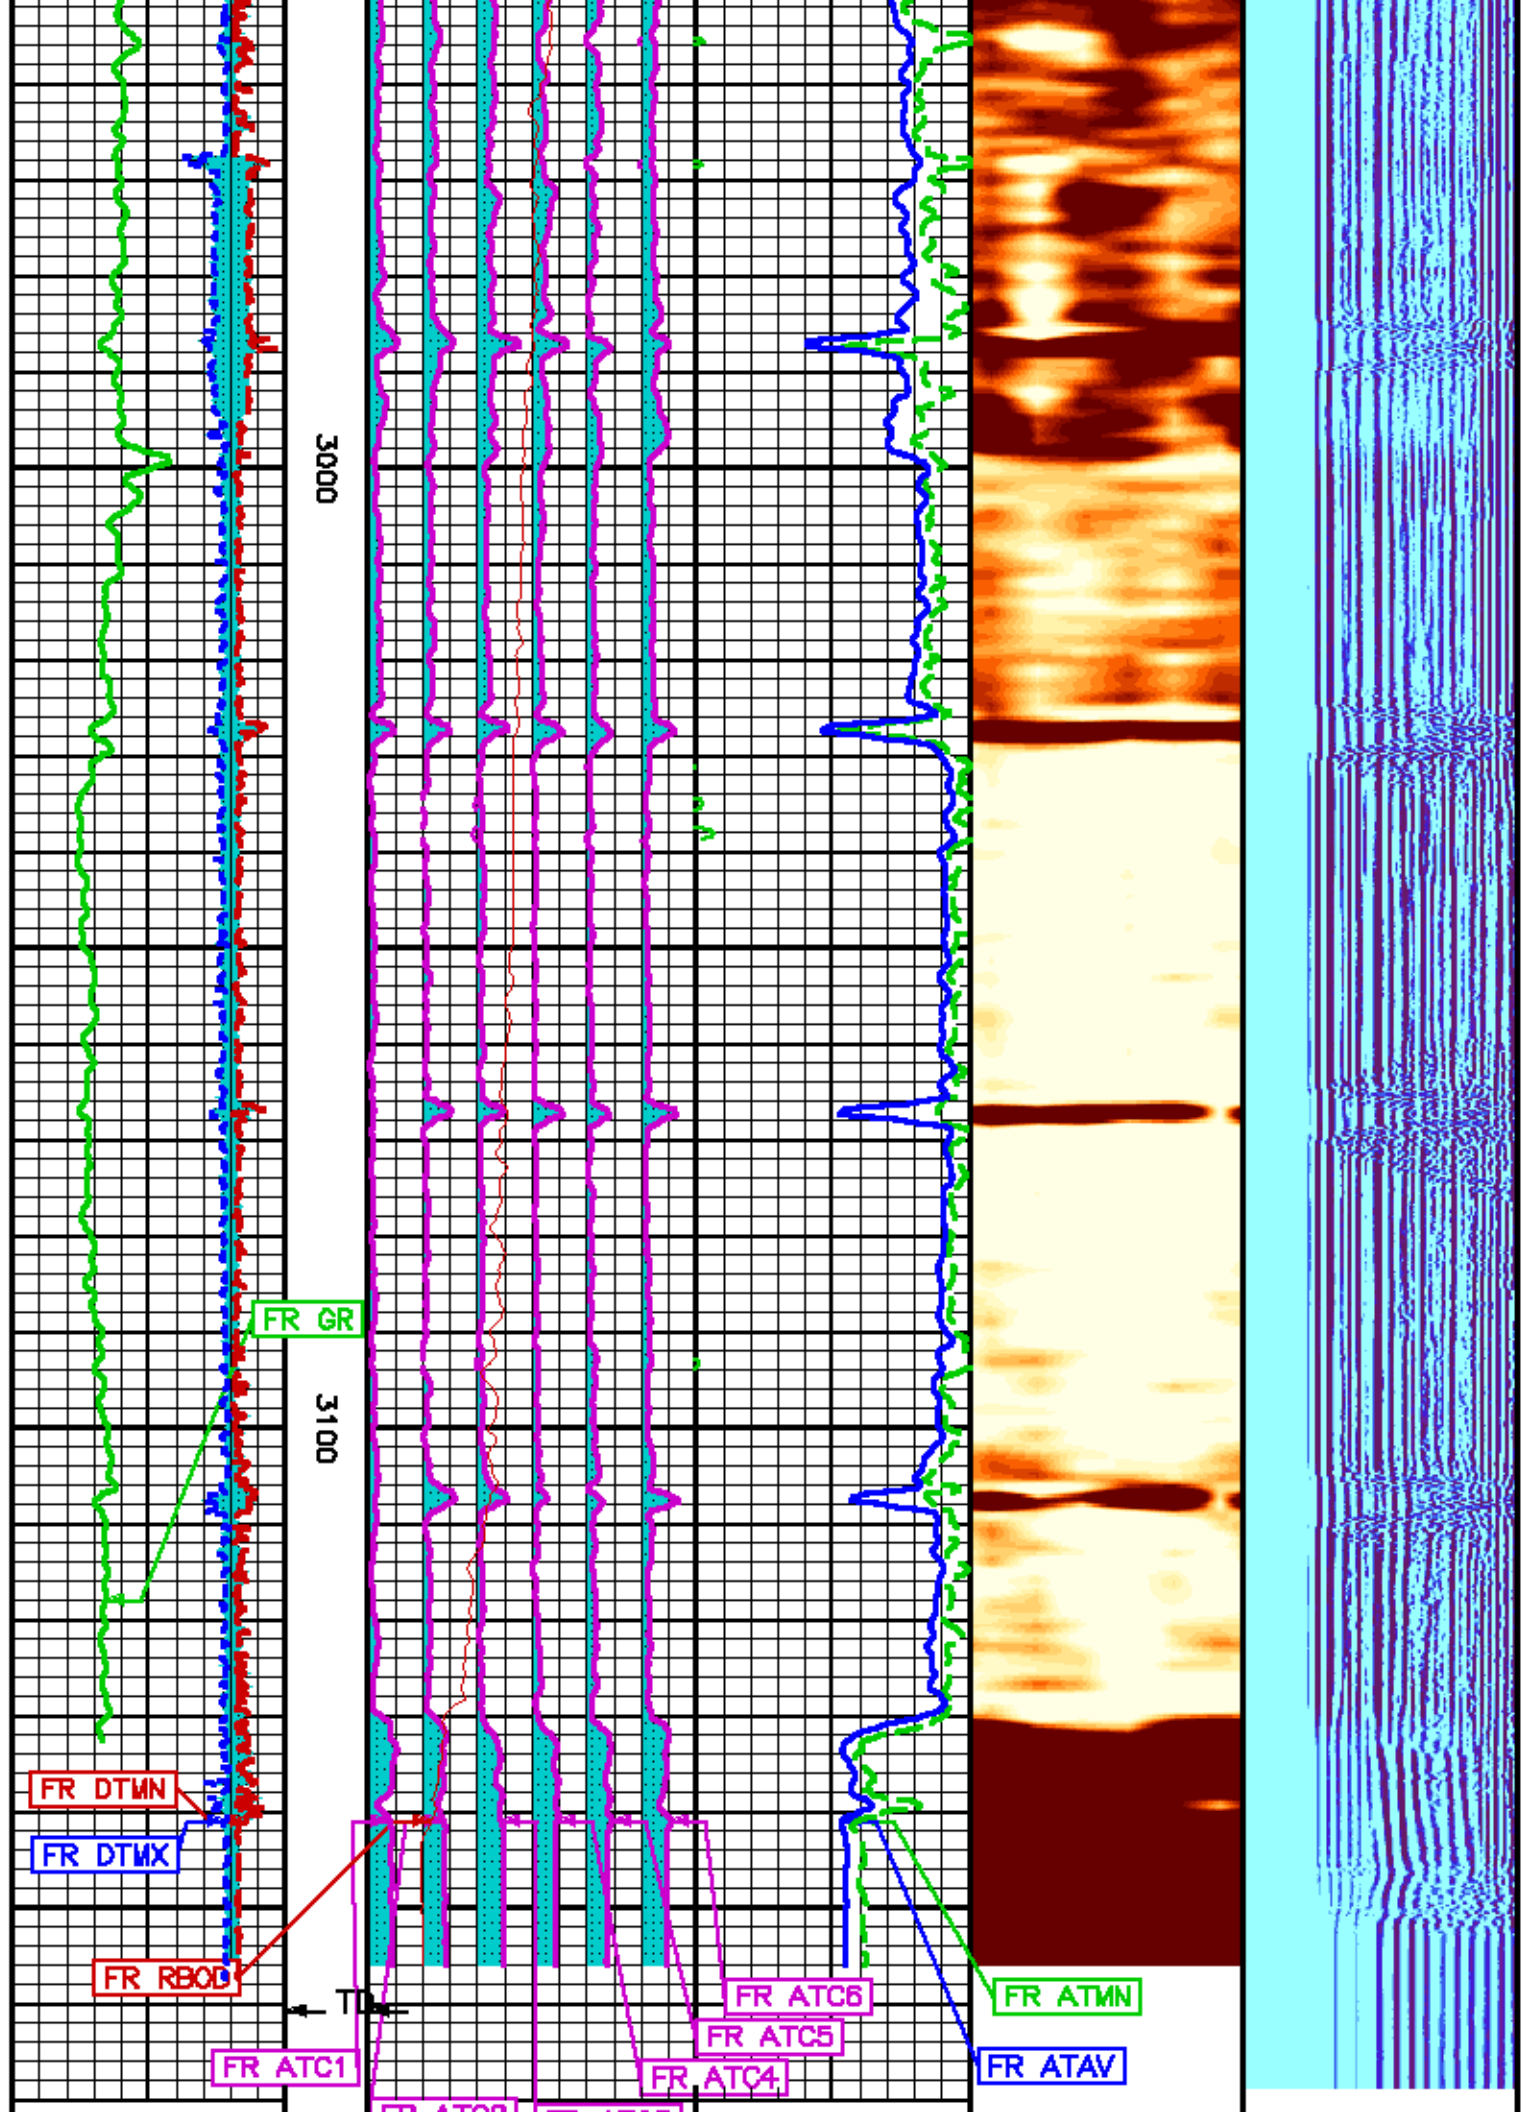 3000
FR GR
3100
FR DTMN
FR DTMX
FR RBOD
TD
FR ATC6
FR ATMN
FR ATC5
FR ATC1
FR ATC4
FR ATAV